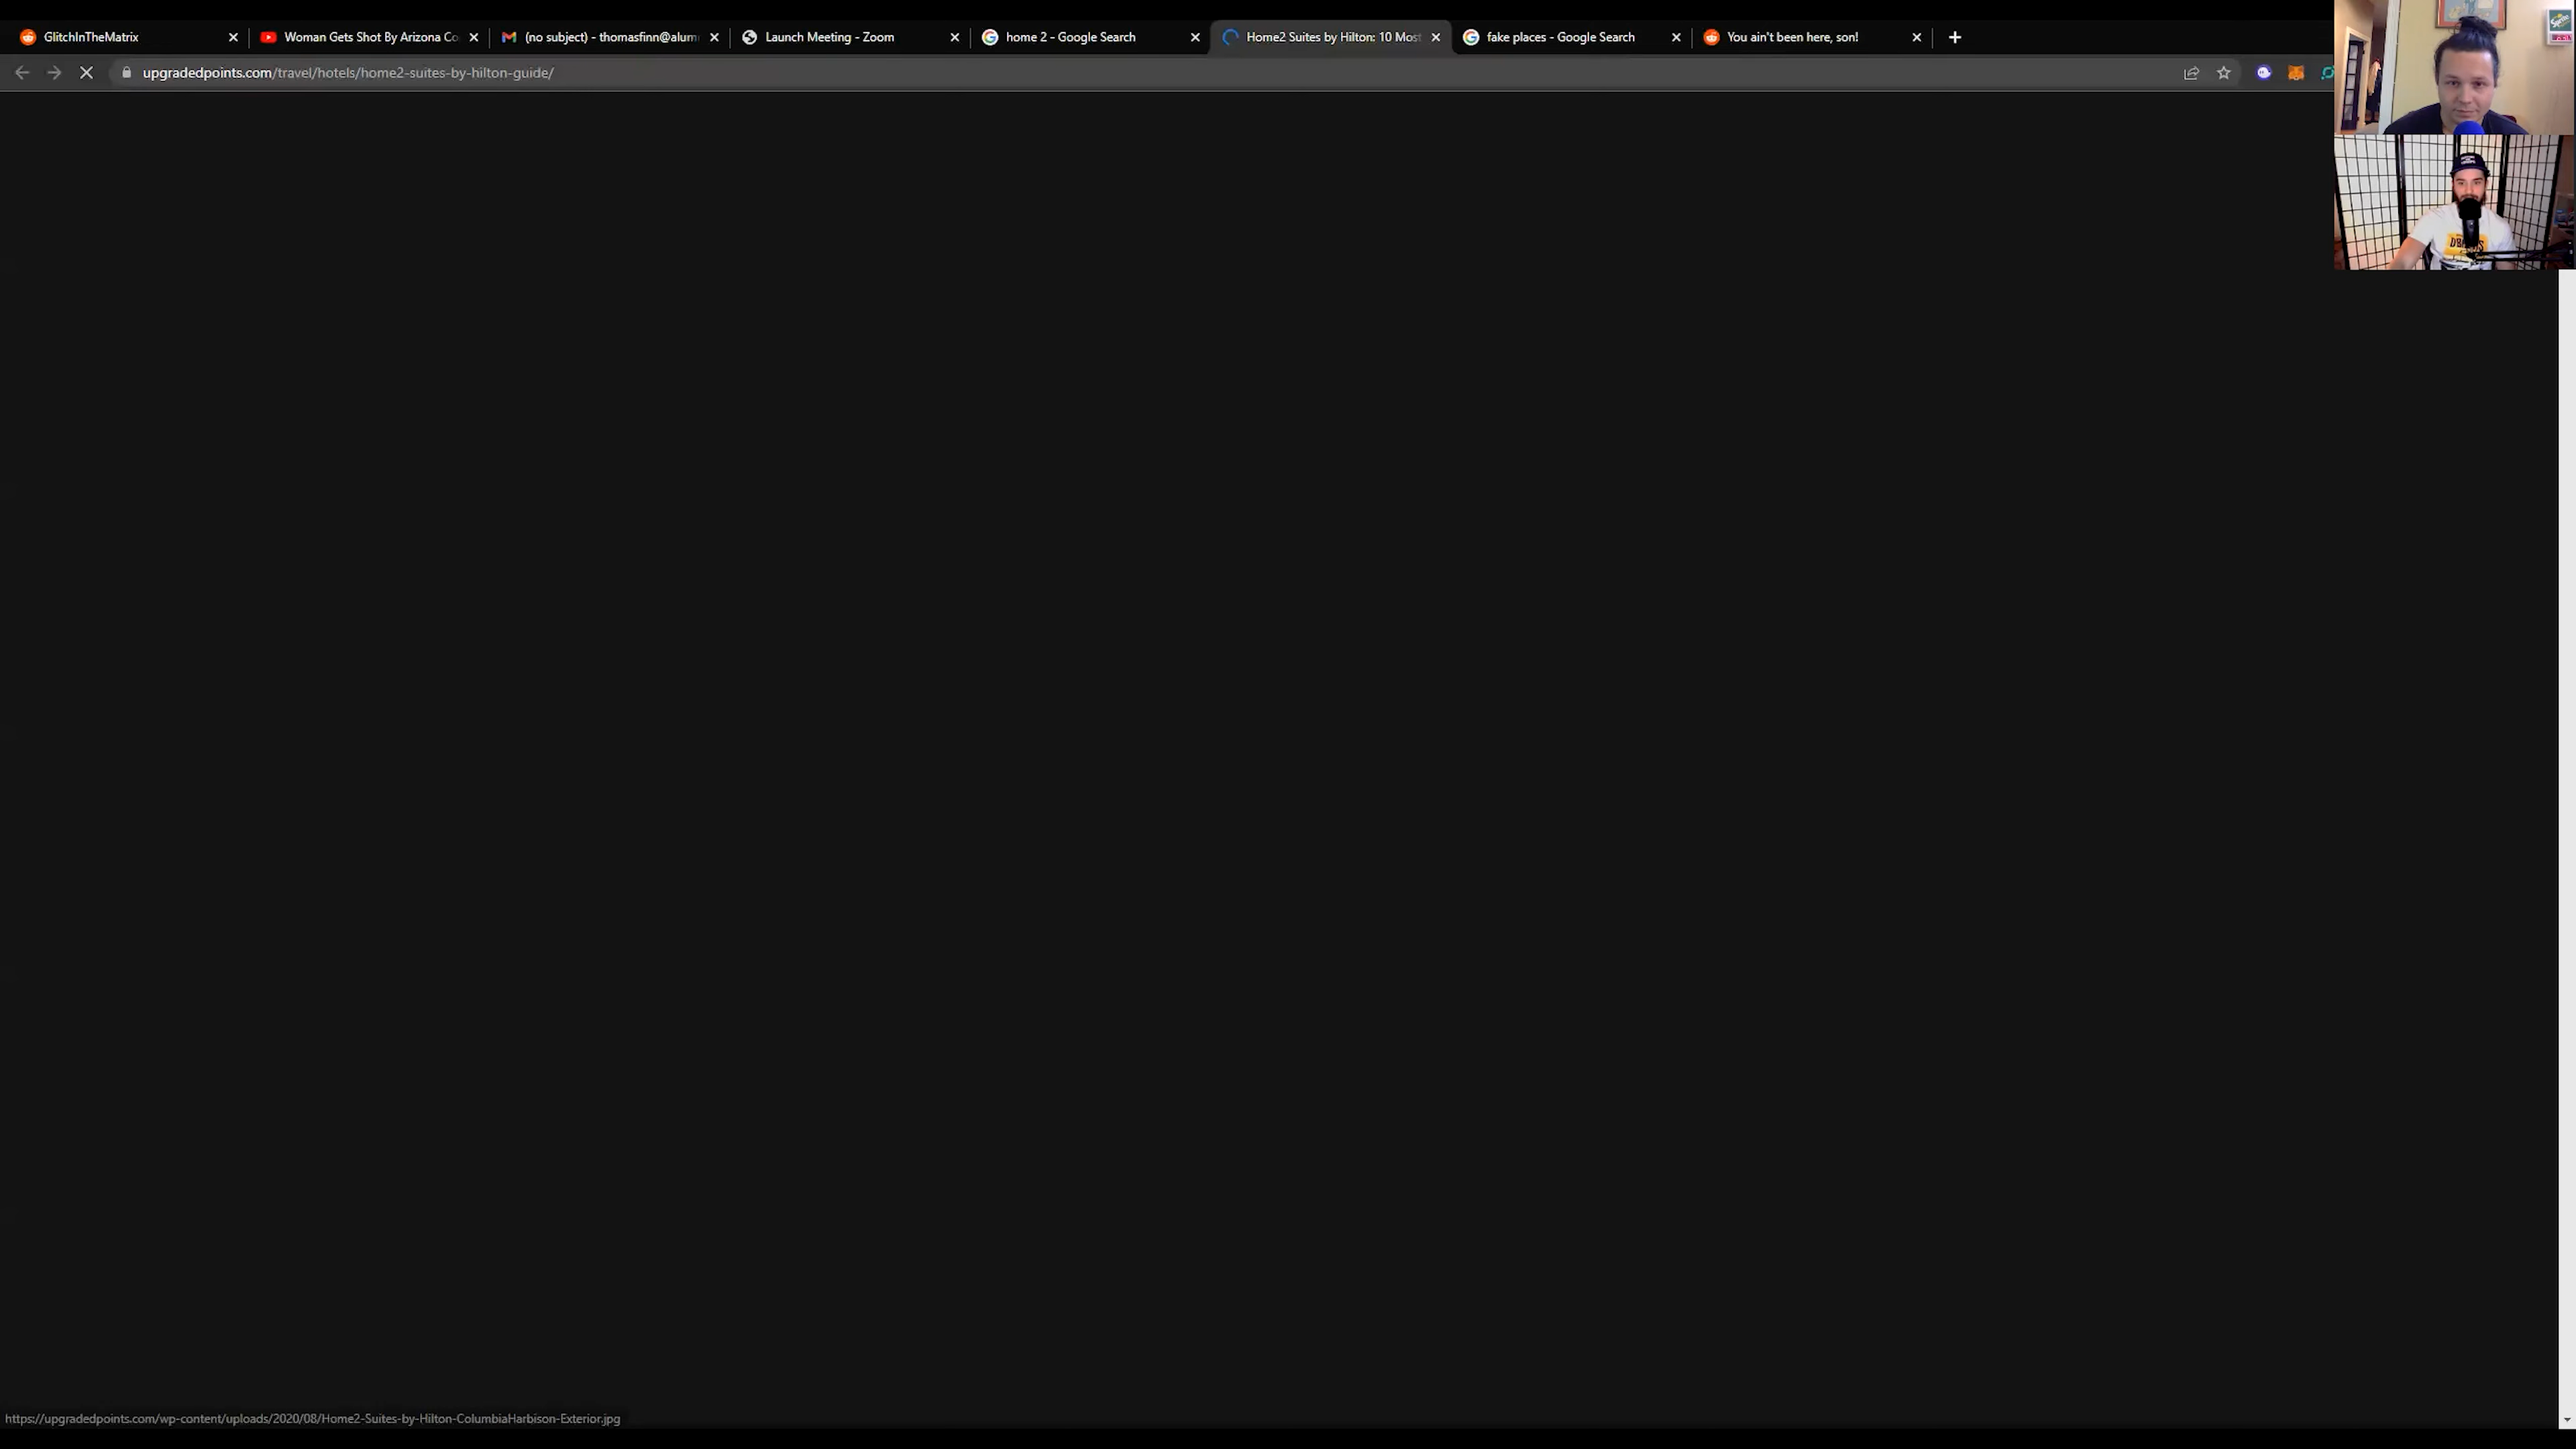 GlitchInTheMatrix
Woman Gets Shot By Arizona Co
(no subject) - thomasfinn@alum
Launch Meeting - Zoom
home 2 - Google Search
Home2 Suites by Hilton: 10 Most
fake places - Google Search
You ain't been here, son!
upgradedpoints.com/travel/hotels/home2-suites-by-hilton-guide/
https://upgradedpoints.com/wp-content/uploads/2020/08/Home2-Suites-by-Hilton-ColumbiaHarbison-Exterior.jpg